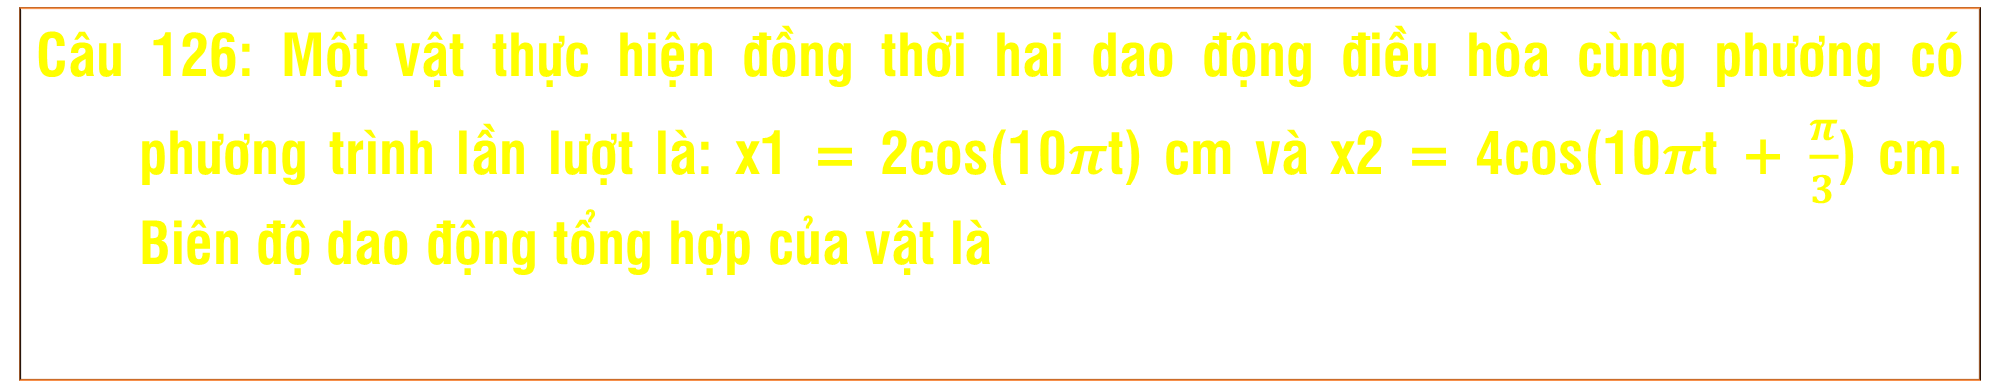 Câu 126: Một vật thực hiện đồng thời hai dao động điều hòa cùng phương có
phương trình lần lượt là: x1 = 2cos(10πt) cm và x2 = 4cos(10πt + π/3) cm.
Biên độ dao động tổng hợp của vật là